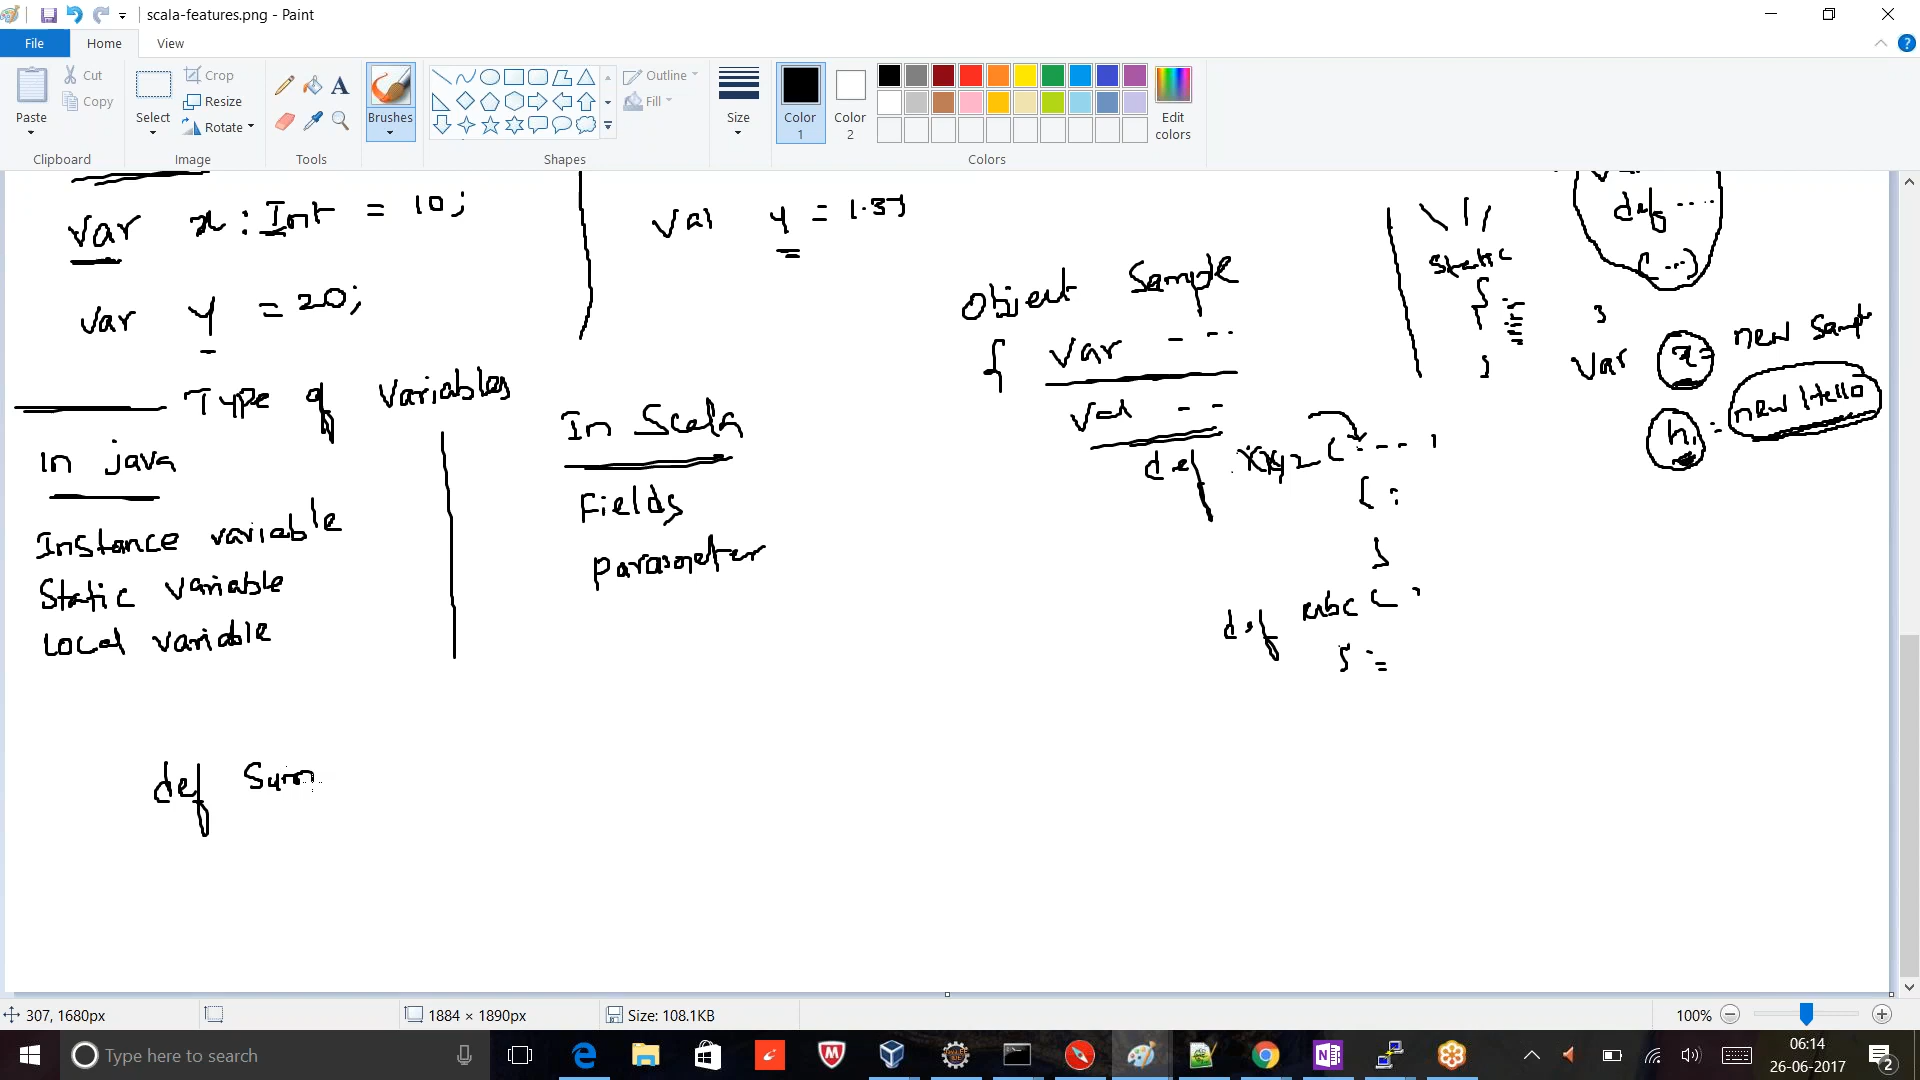 scala-features.png - Paint
File
Home
View
Paste
Cut
Copy
Clipboard
Select
Crop
Resize
Rotate
Image
A
Tools
Brushes
Outline
Fill
Shapes
Size
Color
1
Color
2
Edit
colors
Colors
Var x : Int = 10;
Var y = 20;
Val y = 1.37
Type of Variables
In java
Instance variable
Static variable
Local variable
In Scala
Fields
parameter
Object Sample
{ Var - --
Val --
def xyz ( ---
{ :
}
def abc (
Static
{
}
def ...
(...)
}
Var x = new Sample
h1 = new Hello
def Sum
307, 1680px
1884 × 1890px
Size: 108.1KB
100%
Type here to search
06:14
26-06-2017
2